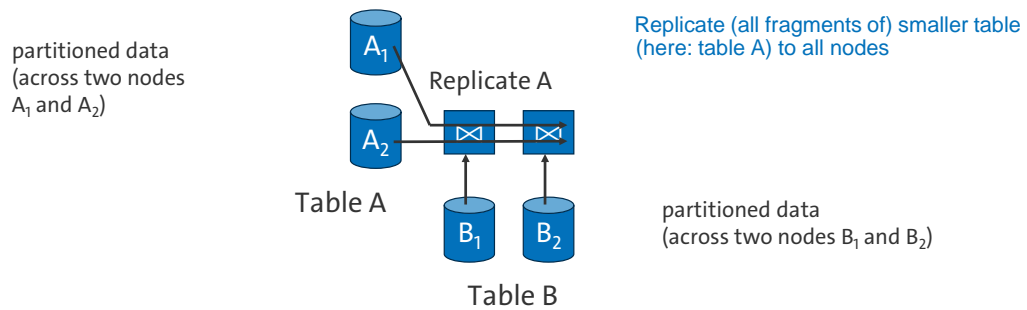 partitioned data
(across two nodes
A₁ and A₂)
Replicate (all fragments of) smaller table
(here: table A) to all nodes
A₁
Replicate A
A₂
Table A
B₁ B₂
Table B
partitioned data
(across two nodes B₁ and B₂)